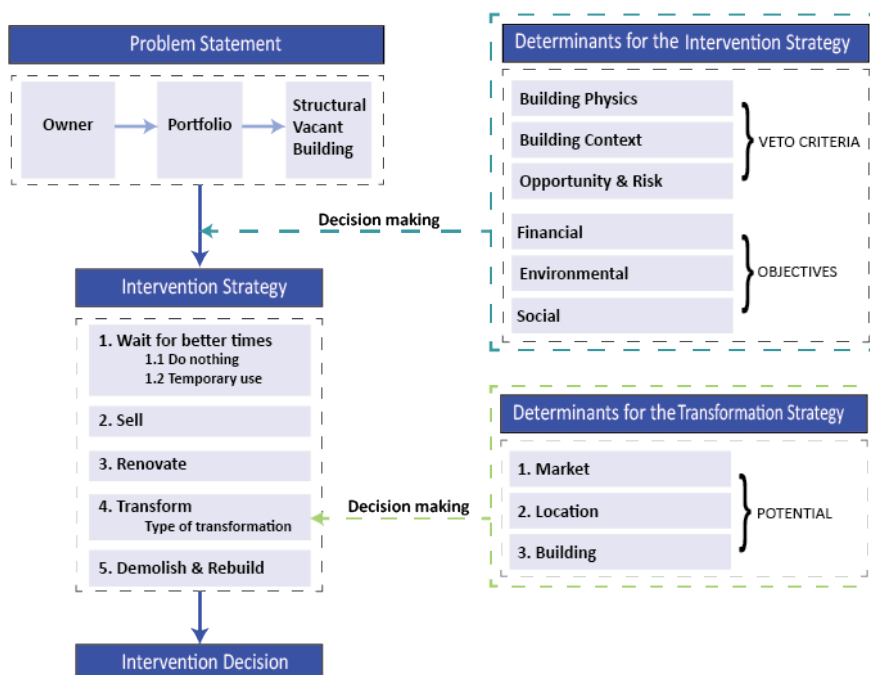 Problem Statement
Owner
Portfolio
Structural
Vacant
Building
Decision making
Intervention Strategy
1. Wait for better times
1.1 Do nothing
1.2 Temporary use
2. Sell
3. Renovate
4. Transform
Type of transformation
5. Demolish & Rebuild
Intervention Decision
Determinants for the Intervention Strategy
Building Physics
Building Context
Opportunity & Risk
VETO CRITERIA
Financial
Environmental
Social
OBJECTIVES
Decision making
Determinants for the Transformation Strategy
1. Market
2. Location
3. Building
POTENTIAL